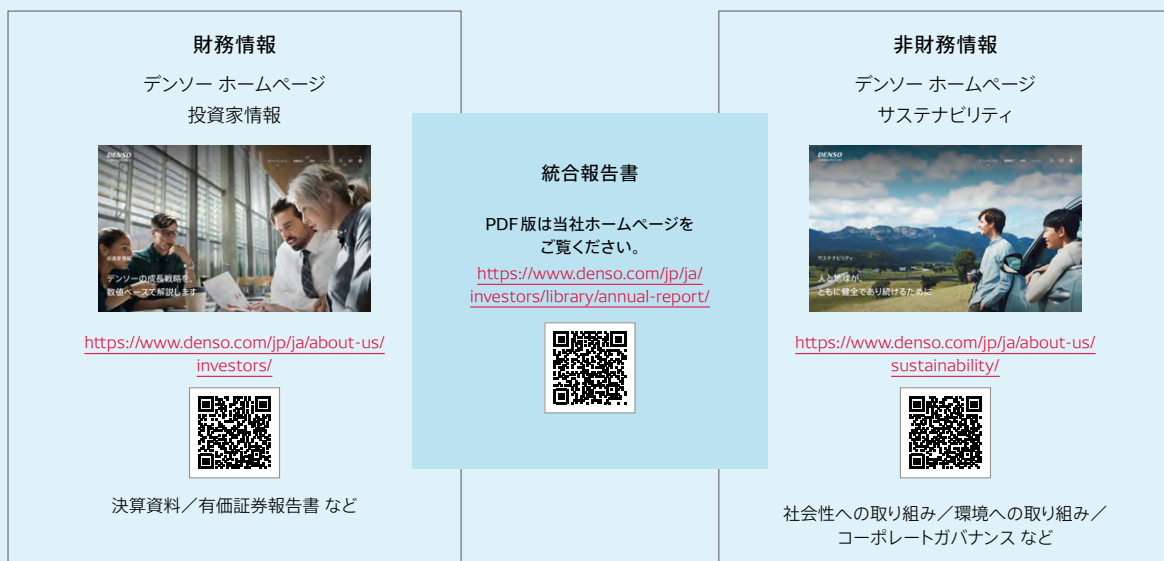 財務情報
デンソー ホームページ
投資家情報
DENSO
投資家情報
デンソーの成長戦略を、
数値ベースで解説します
https://www.denso.com/jp/ja/about-us/
investors/
決算資料／有価証券報告書 など
統合報告書
PDF版は当社ホームページを
ご覧ください。
https://www.denso.com/jp/ja/
investors/library/annual-report/
非財務情報
デンソー ホームページ
サステナビリティ
DENSO
サステナビリティ
人と地球が、
ともに健全であり続けるために
https://www.denso.com/jp/ja/about-us/
sustainability/
社会性への取り組み／環境への取り組み／
コーポレートガバナンス など